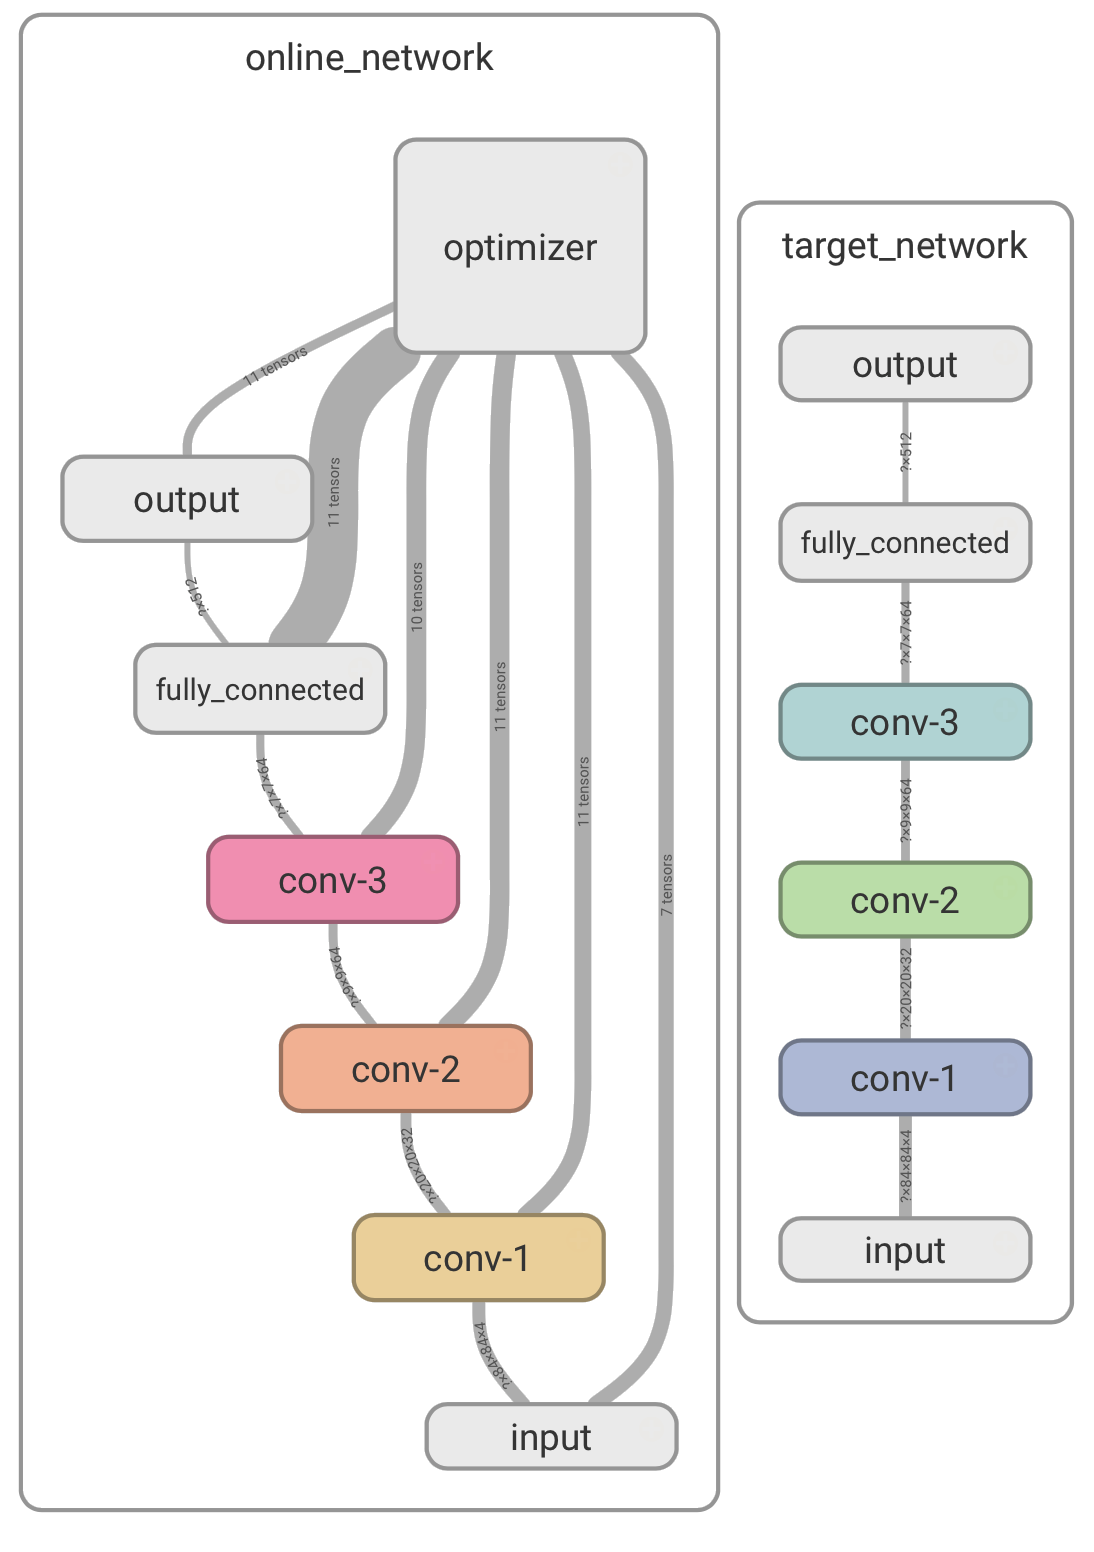 online_network
optimizer
11 tensors
output
11 tensors
?×512
10 tensors
fully_connected
11 tensors
?×7×7×64
11 tensors
conv-3
7 tensors
?×9×9×64
conv-2
?×20×20×32
conv-1
?×84×84×4
input
target_network
output
?×512
fully_connected
?×7×7×64
conv-3
?×9×9×64
conv-2
?×20×20×32
conv-1
?×84×84×4
input